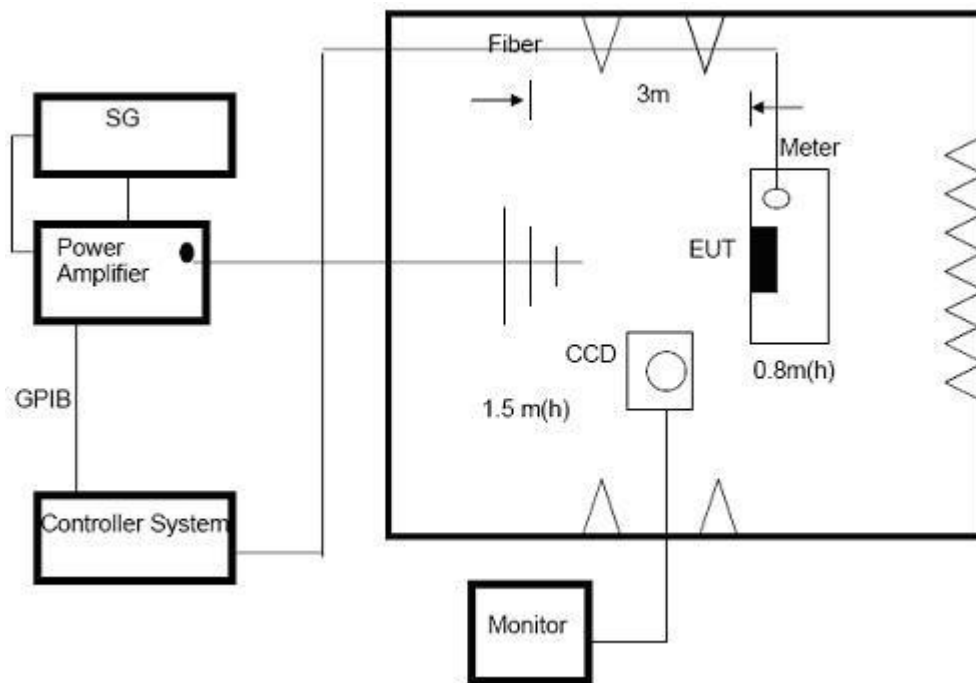 Fiber
3m
SG
Meter
Power
Amplifier
EUT
CCD
0.8m(h)
GPIB
1.5 m(h)
Controller System
Monitor